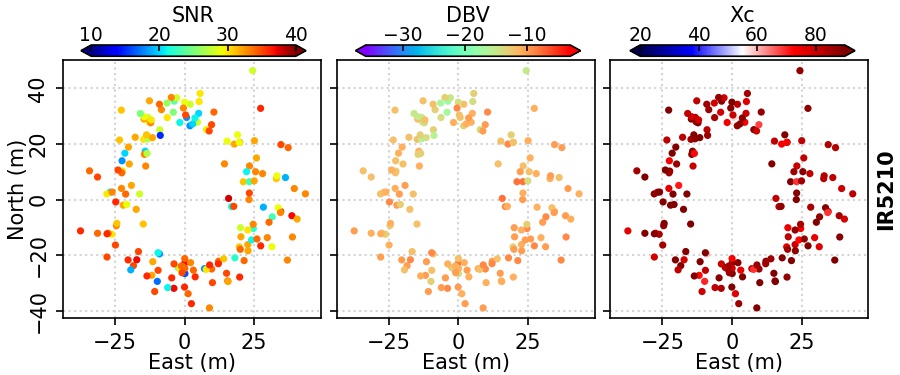 SNR DBV Xc
10 20 30 40 −30 −20 −10 20 40 60 80
40
20
0
−20
−40
North (m)
−25 0 25 −25 0 25 −25 0 25
East (m) East (m) East (m)
IR5210